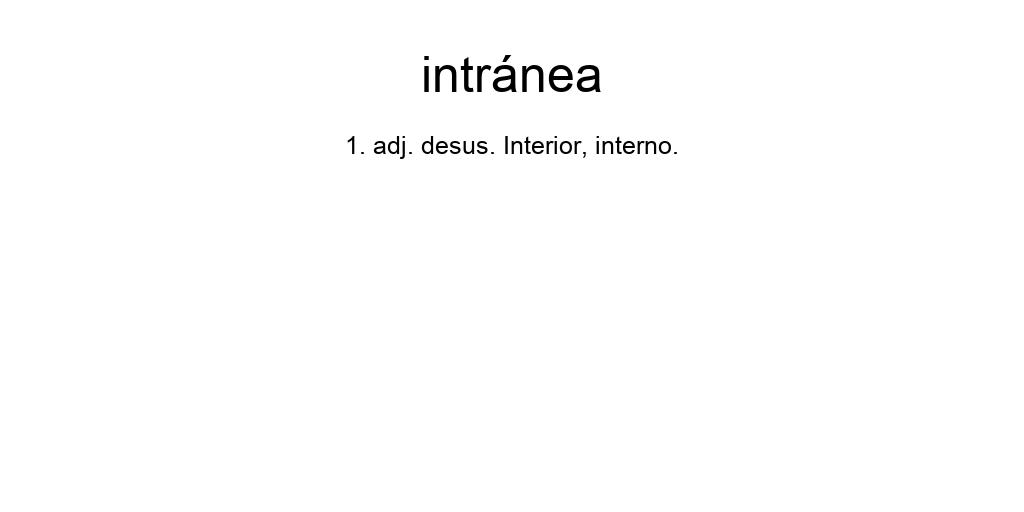 intránea
1. adj. desus. Interior, interno.